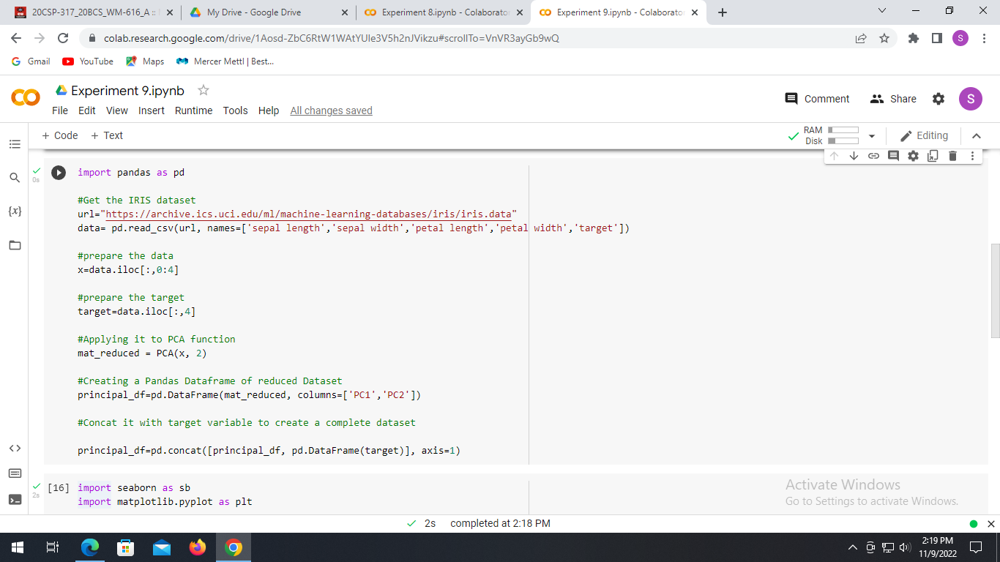 20CSP-317_20BCS_WM-616_A ::
My Drive - Google Drive
Experiment 8.ipynb - Colaborato
Experiment 9.ipynb - Colaborator
colab.research.google.com/drive/1Aosd-ZbC6RtW1WAtYUle3V5h2nJVikzu#scrollTo=VnVR3ayGb9wQ
S
Gmail
YouTube
Maps
Mercer Mettl | Best...
Experiment 9.ipynb
Comment
Share
S
File Edit View Insert Runtime Tools Help All changes saved
+ Code + Text
RAM
Disk
Editing
0s
import pandas as pd
#Get the IRIS dataset
url="https://archive.ics.uci.edu/ml/machine-learning-databases/iris/iris.data"
data= pd.read_csv(url, names=['sepal length','sepal width','petal length','petal width','target'])
#prepare the data
x=data.iloc[:,0:4]
#prepare the target
target=data.iloc[:,4]
#Applying it to PCA function
mat_reduced = PCA(x, 2)
#Creating a Pandas Dataframe of reduced Dataset
principal_df=pd.DataFrame(mat_reduced, columns=['PC1','PC2'])
#Concat it with target variable to create a complete dataset
principal_df=pd.concat([principal_df, pd.DataFrame(target)], axis=1)
[16] import seaborn as sb
2s
import matplotlib.pyplot as plt
Activate Windows
Go to Settings to activate Windows.
2s completed at 2:18 PM
2:19 PM
11/9/2022